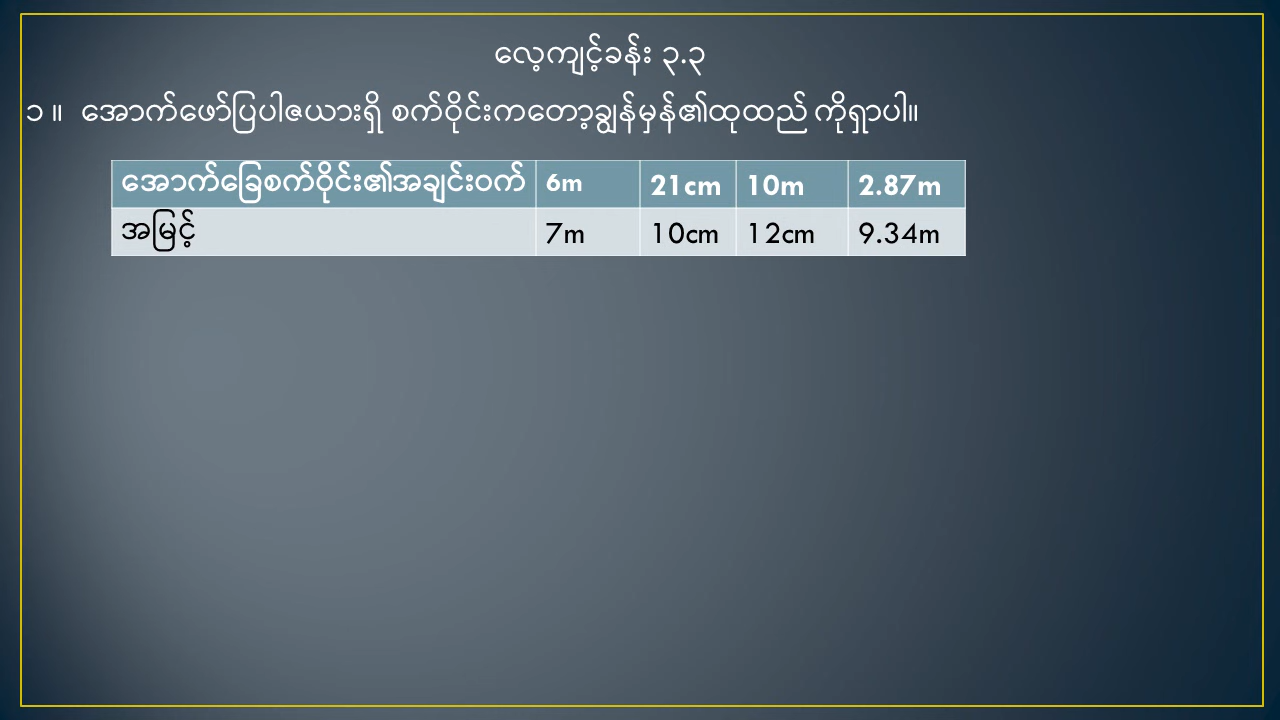 လေ့ကျင့်ခန်း ၃.၃
၁ ။ အောက်ဖော်ပြပါဇယားရှိ စက်ဝိုင်းကတော့ချွန်မှန်၏ထုထည် ကိုရှာပါ။
အောက်ခြေစက်ဝိုင်း၏အချင်းဝက် 6m 21cm 10m 2.87m
အမြင့် 7m 10cm 12cm 9.34m